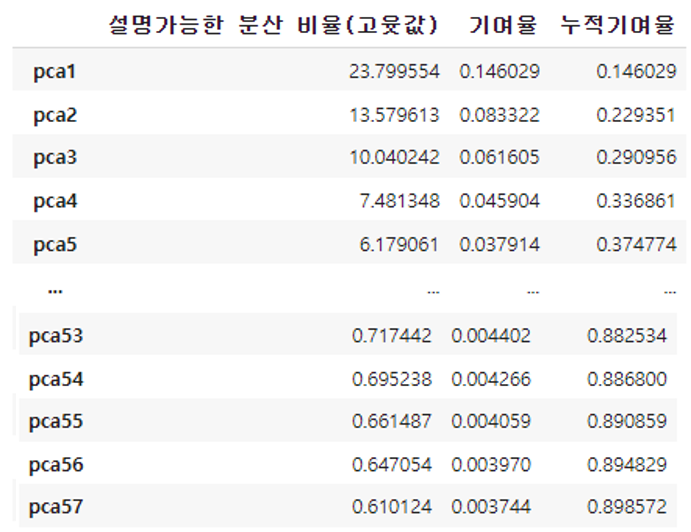 설명가능한 분산 비율(고윳값) 기여율 누적기여율
pca1 23.799554 0.146029 0.146029
pca2 13.579613 0.083322 0.229351
pca3 10.040242 0.061605 0.290956
pca4 7.481348 0.045904 0.336861
pca5 6.179061 0.037914 0.374774
... ... ... ...
pca53 0.717442 0.004402 0.882534
pca54 0.695238 0.004266 0.886800
pca55 0.661487 0.004059 0.890859
pca56 0.647054 0.003970 0.894829
pca57 0.610124 0.003744 0.898572